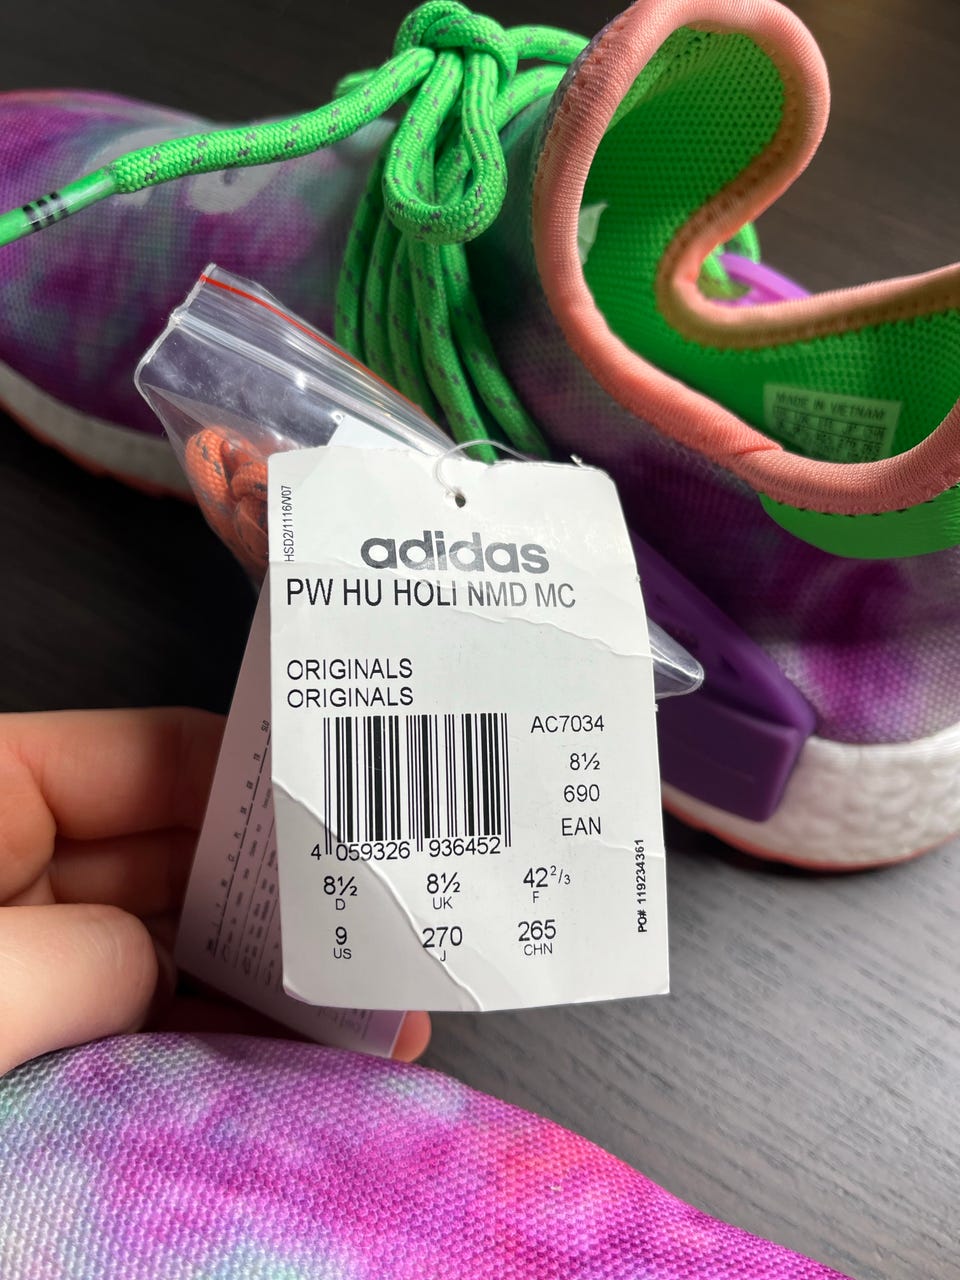 HSD2/1116/V07
adidas
PW HU HOLI NMD MC
ORIGINALS
ORIGINALS
AC7034
8½
690
EAN
4 059326 936452
8½ 8½ 42²/₃
D UK F
9 270 265
US J CHN
PO# 119234361
MADE IN VIETNAM